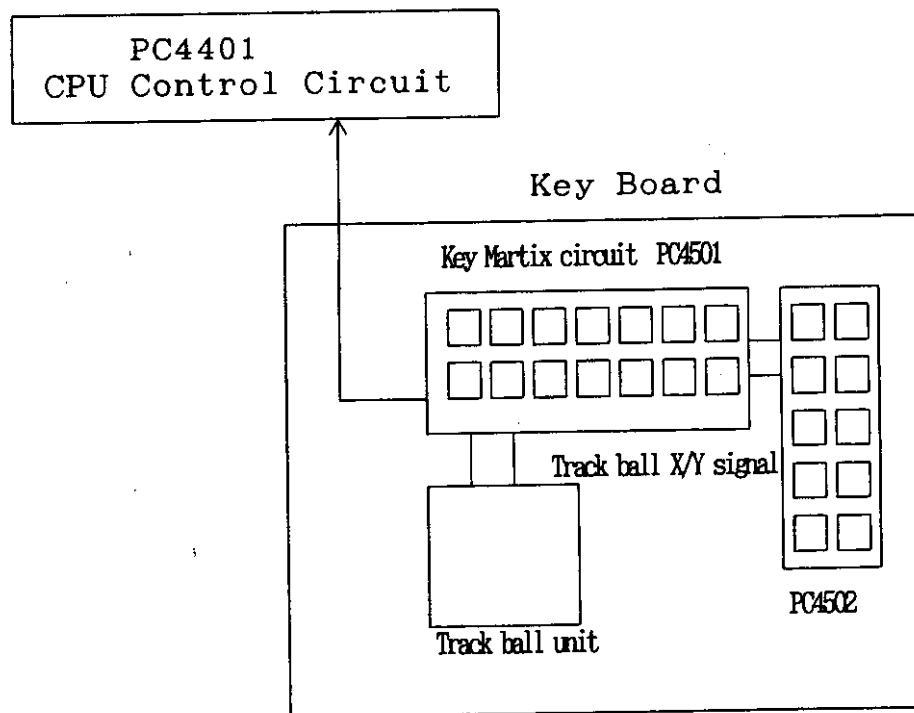 PC4401
CPU Control Circuit
Key Board
Key Martix circuit PC4501
Track ball X/Y signal
PC4502
Track ball unit